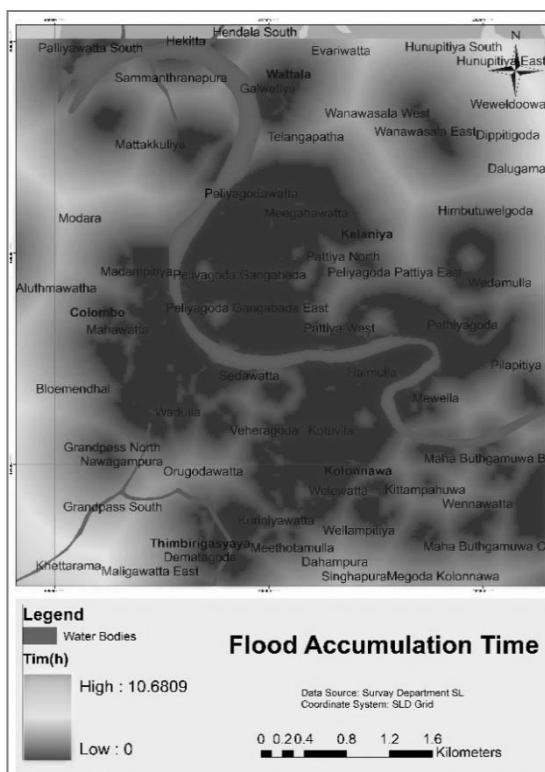 N
Hendala South
Hekitta
Palliyawatta South
Evariwatta
Hunupitiya South
Hunupitiya East
Sammanthranapura
Wattala
Galwetiya
Weweldoowa
Wanawasala West
Wanawasala East
Dippitigoda
Telangapatha
Mattakkuliya
Dalugama
Peliyagodawatta
Meegahawatta
Himbutuwelgoda
Modara
Kelaniya
Pattiya North
Madampitiya
Peliyagoda Gangabada
Peliyagoda Pattiya East
Wedamulla
Aluthmawatha
Colombo
Peliyagoda Gangabada East
Mahawatta
Pattiya West
Pethiyagoda
Pilapitiya
Sedawatta
Halmulla
Bloemendhal
Mewella
Wadulla
Veheragoda
Kotuvila
Grandpass North
Nawagampura
Orugodawatta
Kolonnawa
Maha Buthgamuwa B
Welewatta
Kittampahuwa
Wennawatta
Grandpass South
Kuriniyawatta
Wellampitiya
Thimbirigasyaya
Dematagoda
Meethotamulla
Maha Buthgamuwa C
Khettarama
Maligawatta East
Dahampura
Singhapura
Megoda Kolonnawa
Legend
Water Bodies
Tim(h)
High : 10.6809
Low : 0
Flood Accumulation Time
Data Source: Survay Department SL
Coordinate System: SLD Grid
0 0.20.4 0.8 1.2 1.6
Kilometers